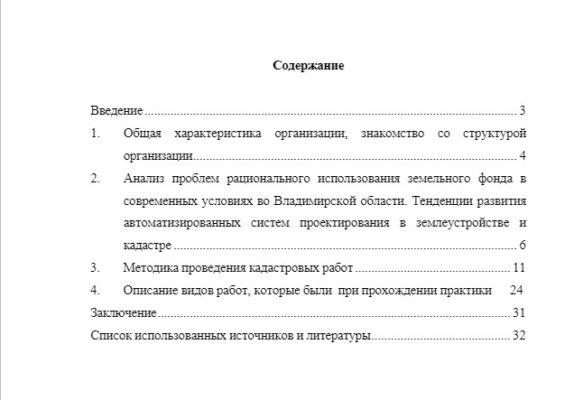 Содержание
Введение........................................................................................................................ 3
1. Общая характеристика организации, знакомство со структурой
организации........................................................................................................ 4
2. Анализ проблем рационального использования земельного фонда в
современных условиях во Владимирской области. Тенденции развития
автоматизированных систем проектирования в землеустройстве и
кадастре .............................................................................................................. 6
3. Методика проведения кадастровых работ ..................................................... 11
4. Описание видов работ, которые были при прохождении практики 24
Заключение................................................................................................................. 31
Список использованных источников и литературы.............................................. 32